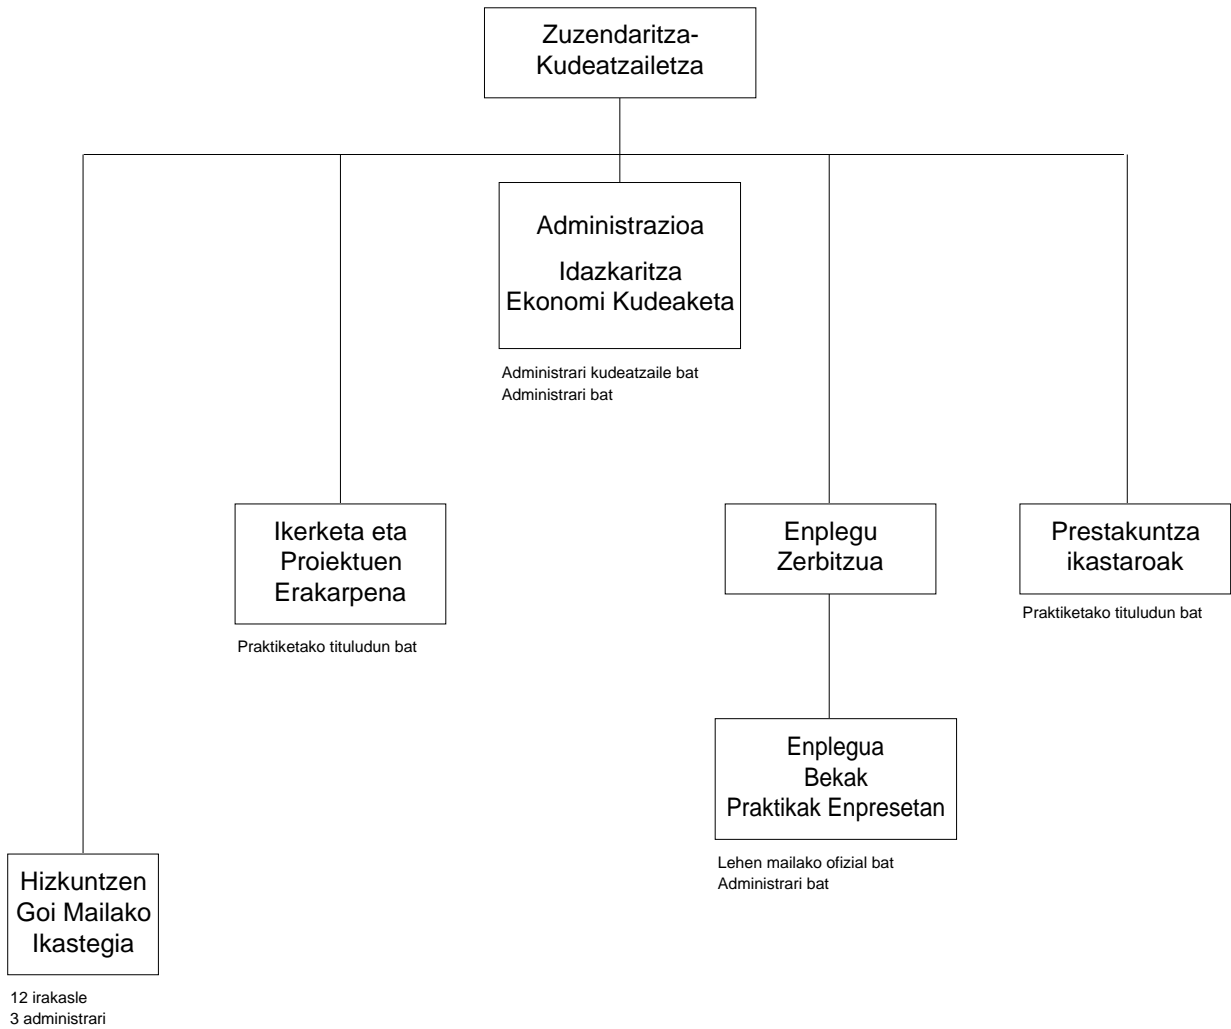 Zuzendaritza-
Kudeatzailetza
Administrazioa
Idazkaritza
Ekonomi Kudeaketa
Administrari kudeatzaile bat
Administrari bat
Ikerketa eta
Proiektuen
Erakarpena
Praktiketako tituludun bat
Enplegu
Zerbitzua
Prestakuntza
ikastaroak
Praktiketako tituludun bat
Enplegua
Bekak
Praktikak Enpresetan
Lehen mailako ofizial bat
Administrari bat
Hizkuntzen
Goi Mailako
Ikastegia
12 irakasle
3 administrari